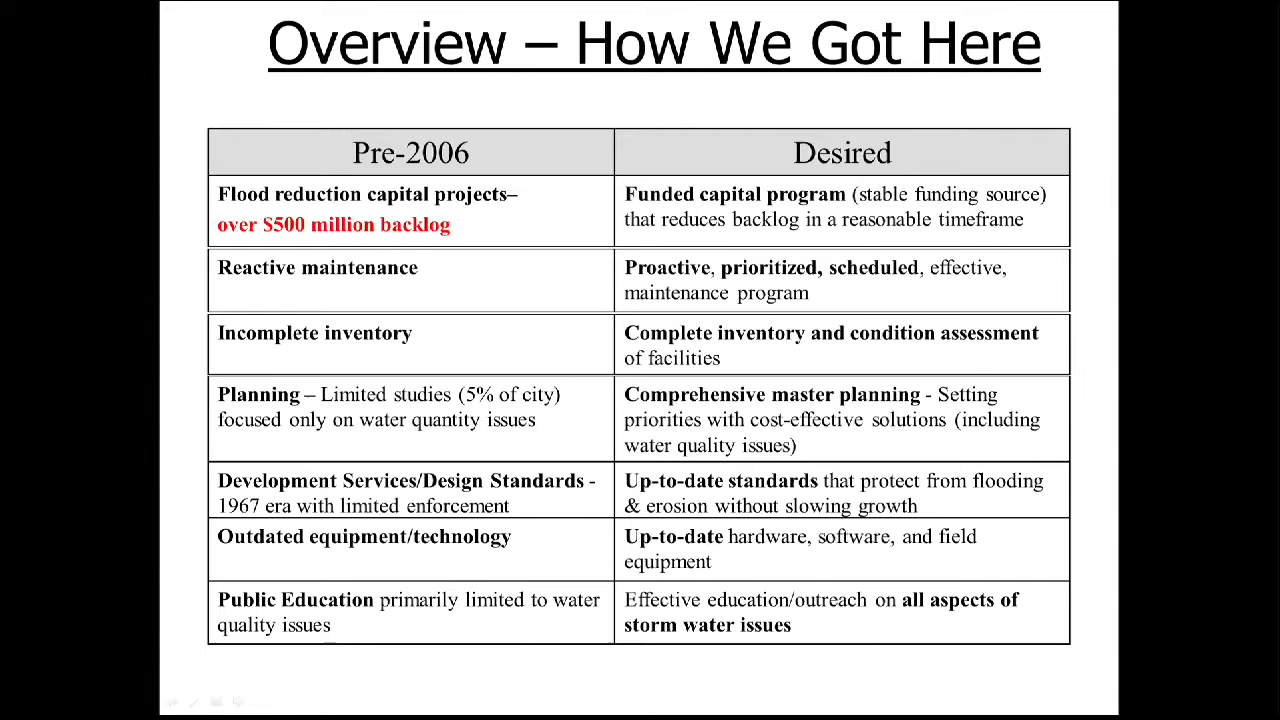 Overview – How We Got Here
Pre-2006
Desired
Flood reduction capital projects–
over $500 million backlog
Funded capital program (stable funding source)
that reduces backlog in a reasonable timeframe
Reactive maintenance
Proactive, prioritized, scheduled, effective,
maintenance program
Incomplete inventory
Complete inventory and condition assessment
of facilities
Planning – Limited studies (5% of city)
focused only on water quantity issues
Comprehensive master planning - Setting
priorities with cost-effective solutions (including
water quality issues)
Development Services/Design Standards -
1967 era with limited enforcement
Up-to-date standards that protect from flooding
& erosion without slowing growth
Outdated equipment/technology
Up-to-date hardware, software, and field
equipment
Public Education primarily limited to water
quality issues
Effective education/outreach on all aspects of
storm water issues